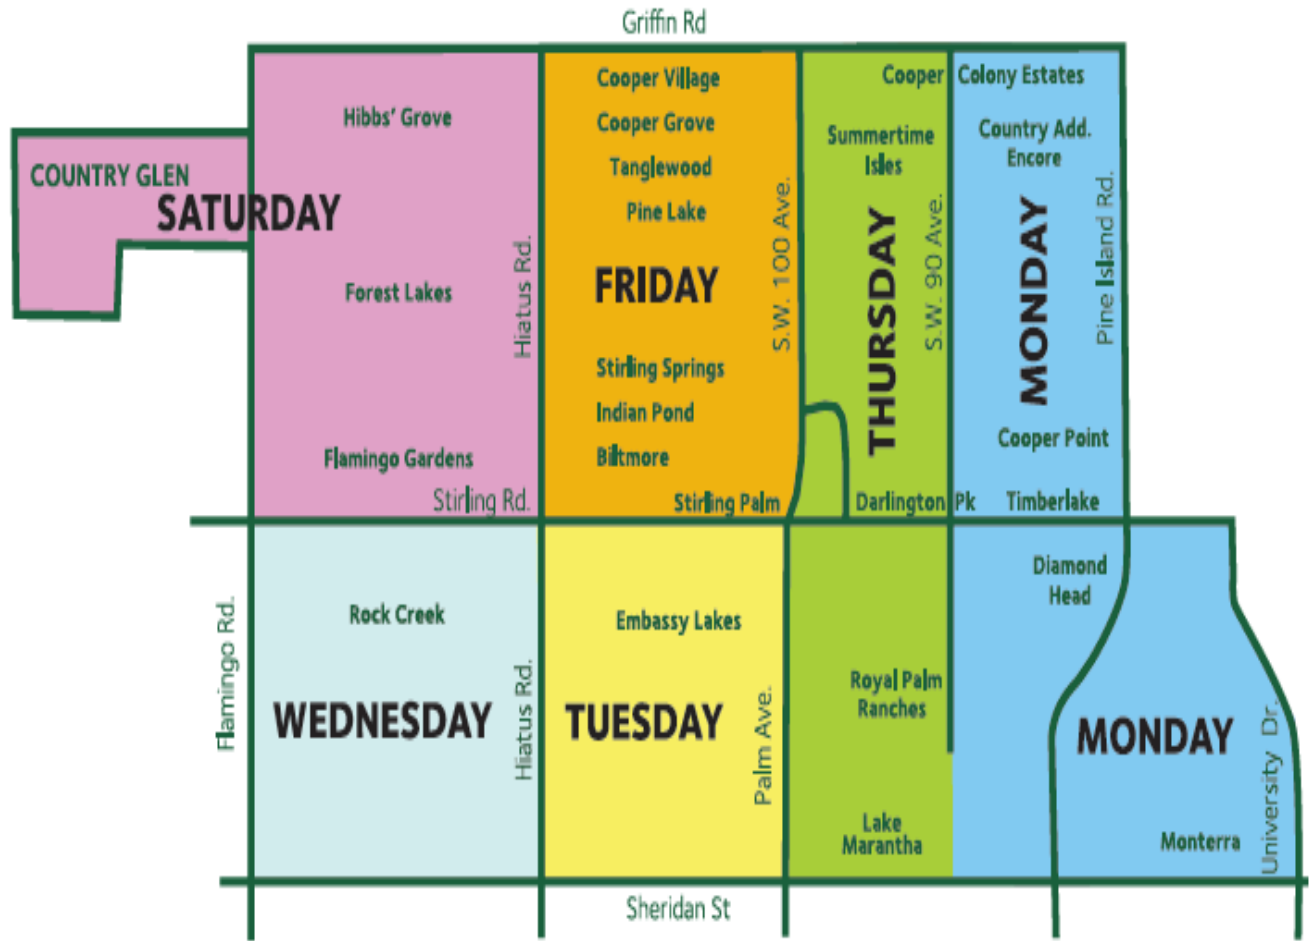 Griffin Rd
COUNTRY GLEN
SATURDAY
Hibbs' Grove
Forest Lakes
Flamingo Gardens
Stirling Rd.
Hiatus Rd.
Cooper Village
Cooper Grove
Tanglewood
Pine Lake
FRIDAY
Stirling Springs
Indian Pond
Biltmore
Stirling Palm
S.W. 100 Ave.
Cooper Colony Estates
Summertime
Isles
THURSDAY
S.W. 90 Ave.
Country Add.
Encore
MONDAY
Pine Island Rd.
Cooper Point
Darlington Pk
Timberlake
Flamingo Rd.
Rock Creek
WEDNESDAY
Hiatus Rd.
Embassy Lakes
TUESDAY
Palm Ave.
Royal Palm
Ranches
Lake
Marantha
Diamond
Head
MONDAY
Monterra
University Dr.
Sheridan St